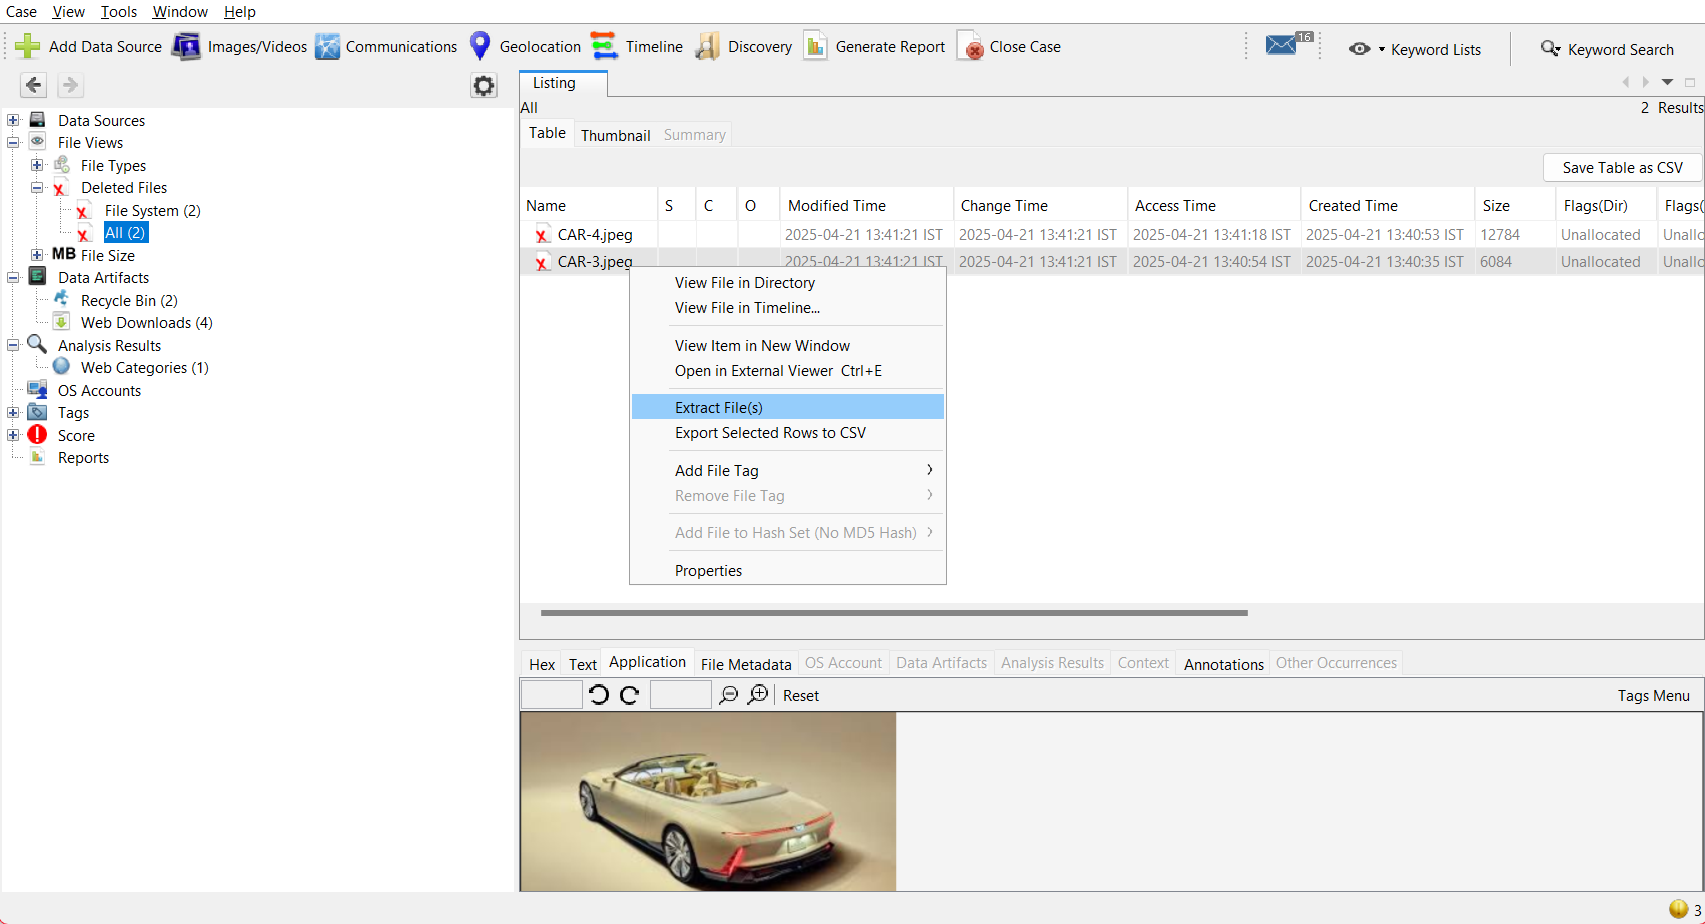 Case View Tools Window Help
Add Data Source Images/Videos Communications Geolocation Timeline Discovery Generate Report Close Case 16 Keyword Lists Keyword Search
Listing
All 2 Results
Table Thumbnail Summary
Save Table as CSV
Data Sources
File Views
File Types
Deleted Files
File System (2)
All (2)
MB File Size
Data Artifacts
Recycle Bin (2)
Web Downloads (4)
Analysis Results
Web Categories (1)
OS Accounts
Tags
Score
Reports
Name S C O Modified Time Change Time Access Time Created Time Size Flags(Dir) Flags(
CAR-4.jpeg 2025-04-21 13:41:21 IST 2025-04-21 13:41:21 IST 2025-04-21 13:41:18 IST 2025-04-21 13:40:53 IST 12784 Unallocated Unalloc
CAR-3.jpeg 2025-04-21 13:41:21 IST 2025-04-21 13:41:21 IST 2025-04-21 13:40:54 IST 2025-04-21 13:40:35 IST 6084 Unallocated Unalloc
View File in Directory
View File in Timeline...
View Item in New Window
Open in External Viewer Ctrl+E
Extract File(s)
Export Selected Rows to CSV
Add File Tag
Remove File Tag
Add File to Hash Set (No MD5 Hash)
Properties
Hex Text Application File Metadata OS Account Data Artifacts Analysis Results Context Annotations Other Occurrences
Reset Tags Menu
3